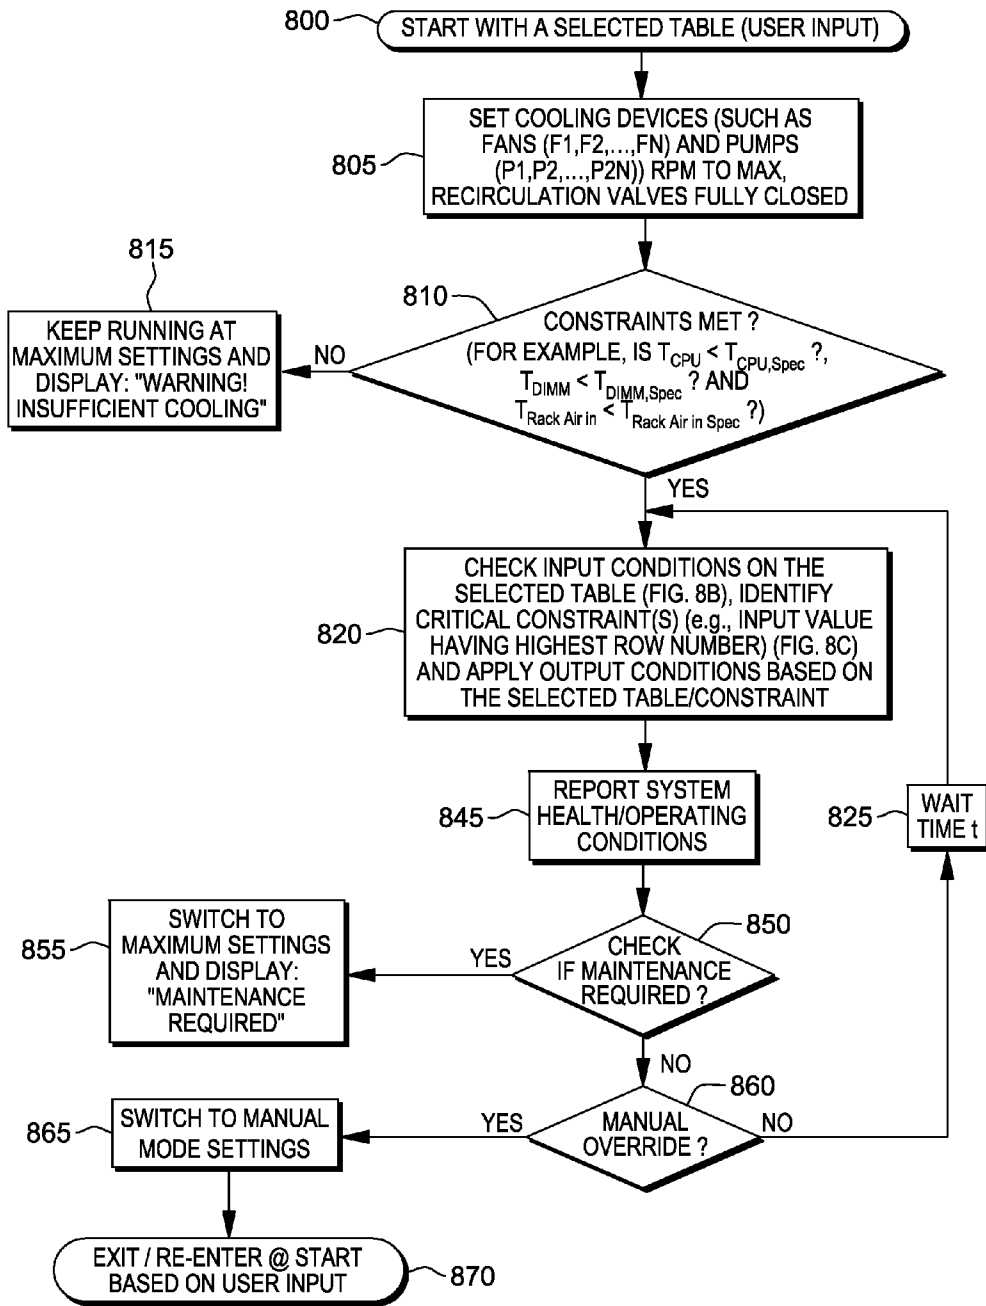 800
START WITH A SELECTED TABLE (USER INPUT)
805
SET COOLING DEVICES (SUCH AS
FANS (F1,F2,...,FN) AND PUMPS
(P1,P2,...,P2N)) RPM TO MAX,
RECIRCULATION VALVES FULLY CLOSED
810
CONSTRAINTS MET ?
(FOR EXAMPLE, IS TCPU < TCPU,Spec ?,
TDIMM < TDIMM,Spec ? AND
TRack Air in < TRack Air in Spec ?)
NO
815
KEEP RUNNING AT
MAXIMUM SETTINGS AND
DISPLAY: "WARNING!
INSUFFICIENT COOLING"
YES
820
CHECK INPUT CONDITIONS ON THE
SELECTED TABLE (FIG. 8B), IDENTIFY
CRITICAL CONSTRAINT(S) (e.g., INPUT VALUE
HAVING HIGHEST ROW NUMBER) (FIG. 8C)
AND APPLY OUTPUT CONDITIONS BASED ON
THE SELECTED TABLE/CONSTRAINT
845
REPORT SYSTEM
HEALTH/OPERATING
CONDITIONS
825
WAIT
TIME t
850
CHECK
IF MAINTENANCE
REQUIRED ?
YES
855
SWITCH TO
MAXIMUM SETTINGS
AND DISPLAY:
"MAINTENANCE
REQUIRED"
NO
860
MANUAL
OVERRIDE ?
NO
YES
865
SWITCH TO MANUAL
MODE SETTINGS
EXIT / RE-ENTER @ START
BASED ON USER INPUT
870